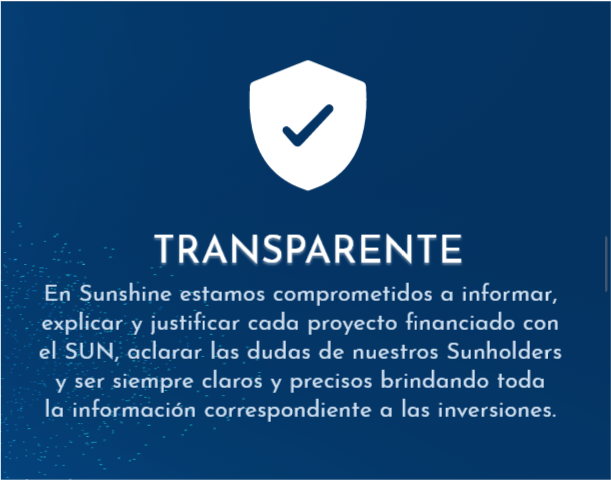 TRANSPARENTE
En Sunshine estamos comprometidos a informar,
explicar y justificar cada proyecto financiado con
el SUN, aclarar las dudas de nuestros Sunholders
y ser siempre claros y precisos brindando toda
la información correspondiente a las inversiones.